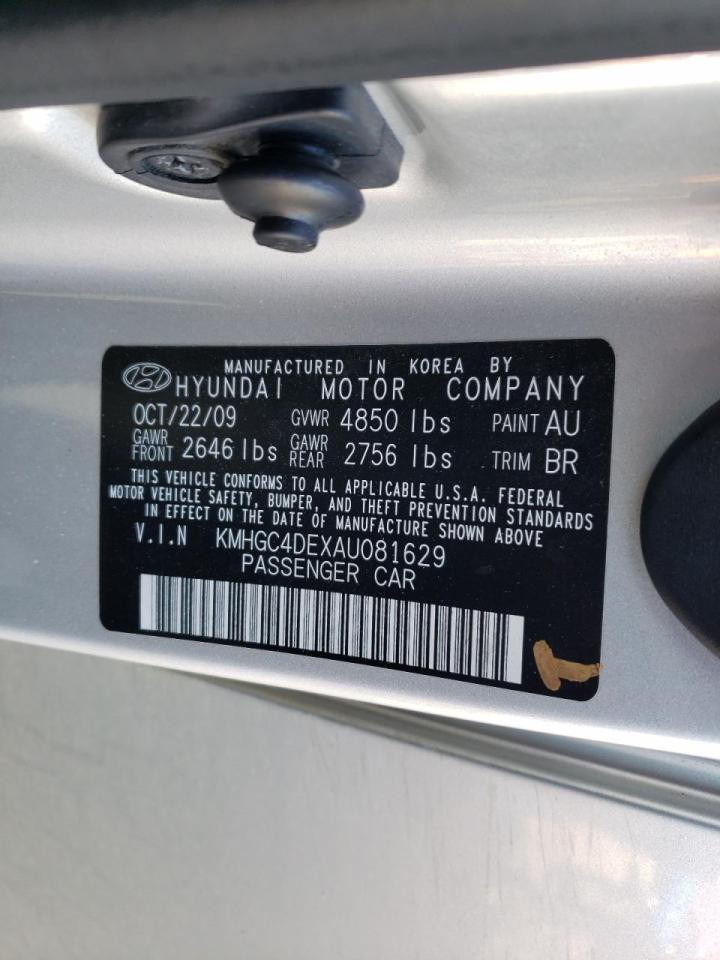 MANUFACTURED IN KOREA BY
HYUNDAI MOTOR COMPANY
OCT/22/09 GVWR 4850 lbs PAINT AU
GAWR FRONT 2646 lbs GAWR REAR 2756 lbs TRIM BR
THIS VEHICLE CONFORMS TO ALL APPLICABLE U.S.A. FEDERAL
MOTOR VEHICLE SAFETY, BUMPER, AND THEFT PREVENTION STANDARDS
IN EFFECT ON THE DATE OF MANUFACTURE SHOWN ABOVE
V.I.N KMHGC4DEXAU081629
PASSENGER CAR